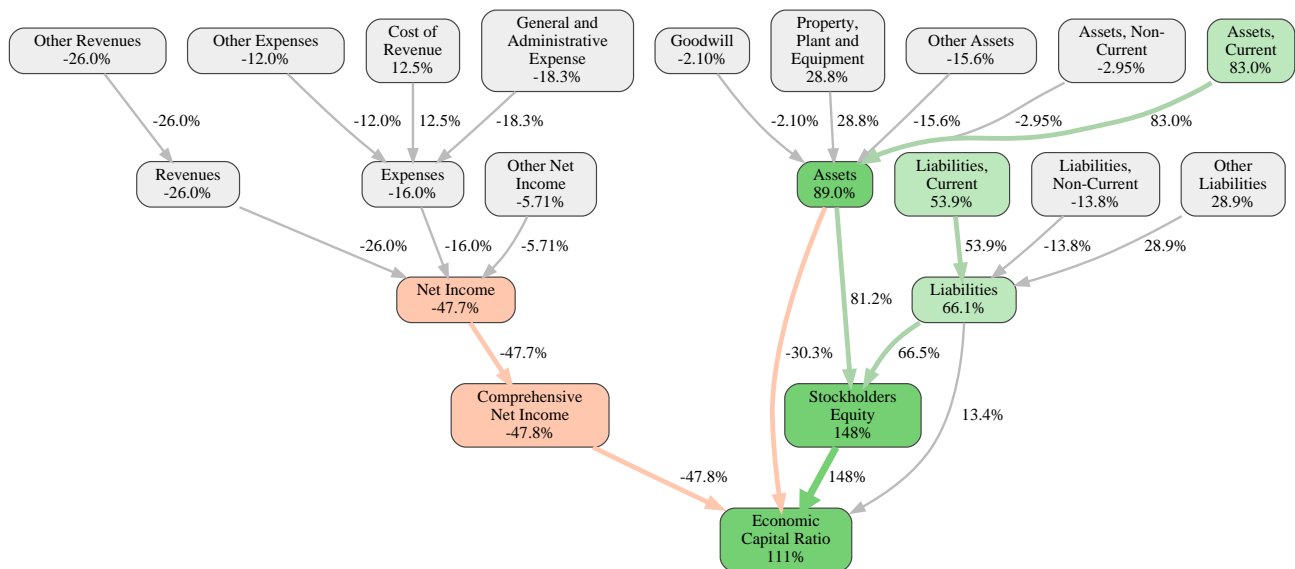 Other Revenues
-26.0%
Other Expenses
-12.0%
Cost of
Revenue
12.5%
General and
Administrative
Expense
-18.3%
Goodwill
-2.10%
Property,
Plant and
Equipment
28.8%
Other Assets
-15.6%
Assets, Non-
Current
-2.95%
Assets,
Current
83.0%
-26.0%
-12.0%
12.5%
-18.3%
-2.10%
28.8%
-15.6%
-2.95%
83.0%
Revenues
-26.0%
Expenses
-16.0%
Other Net
Income
-5.71%
Assets
89.0%
Liabilities,
Current
53.9%
Liabilities,
Non-Current
-13.8%
Other
Liabilities
28.9%
-26.0%
-16.0%
-5.71%
53.9%
-13.8%
28.9%
Net Income
-47.7%
81.2%
Liabilities
66.1%
-47.7%
-30.3%
66.5%
Comprehensive
Net Income
-47.8%
Stockholders
Equity
148%
13.4%
-47.8%
148%
Economic
Capital Ratio
111%